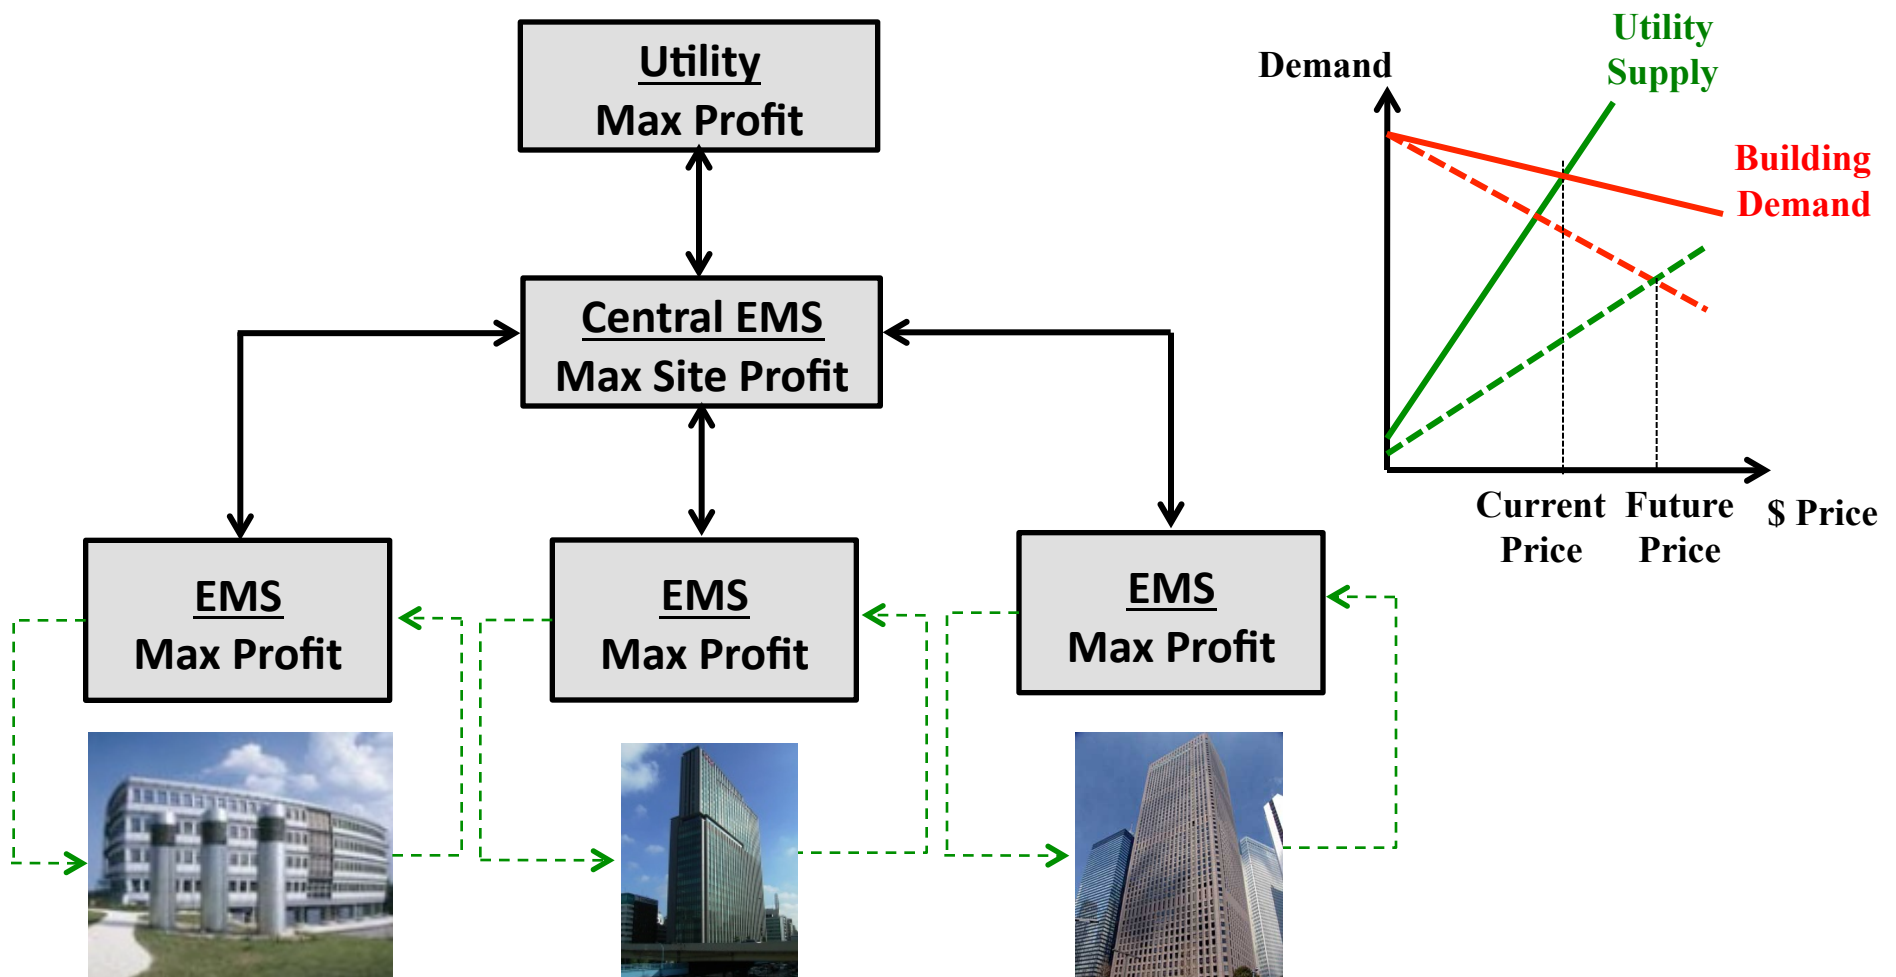 Utility
Max Profit
Central EMS
Max Site Profit
EMS
Max Profit
EMS
Max Profit
EMS
Max Profit
Demand
Utility
Supply
Building
Demand
Current
Price
Future
Price
$ Price